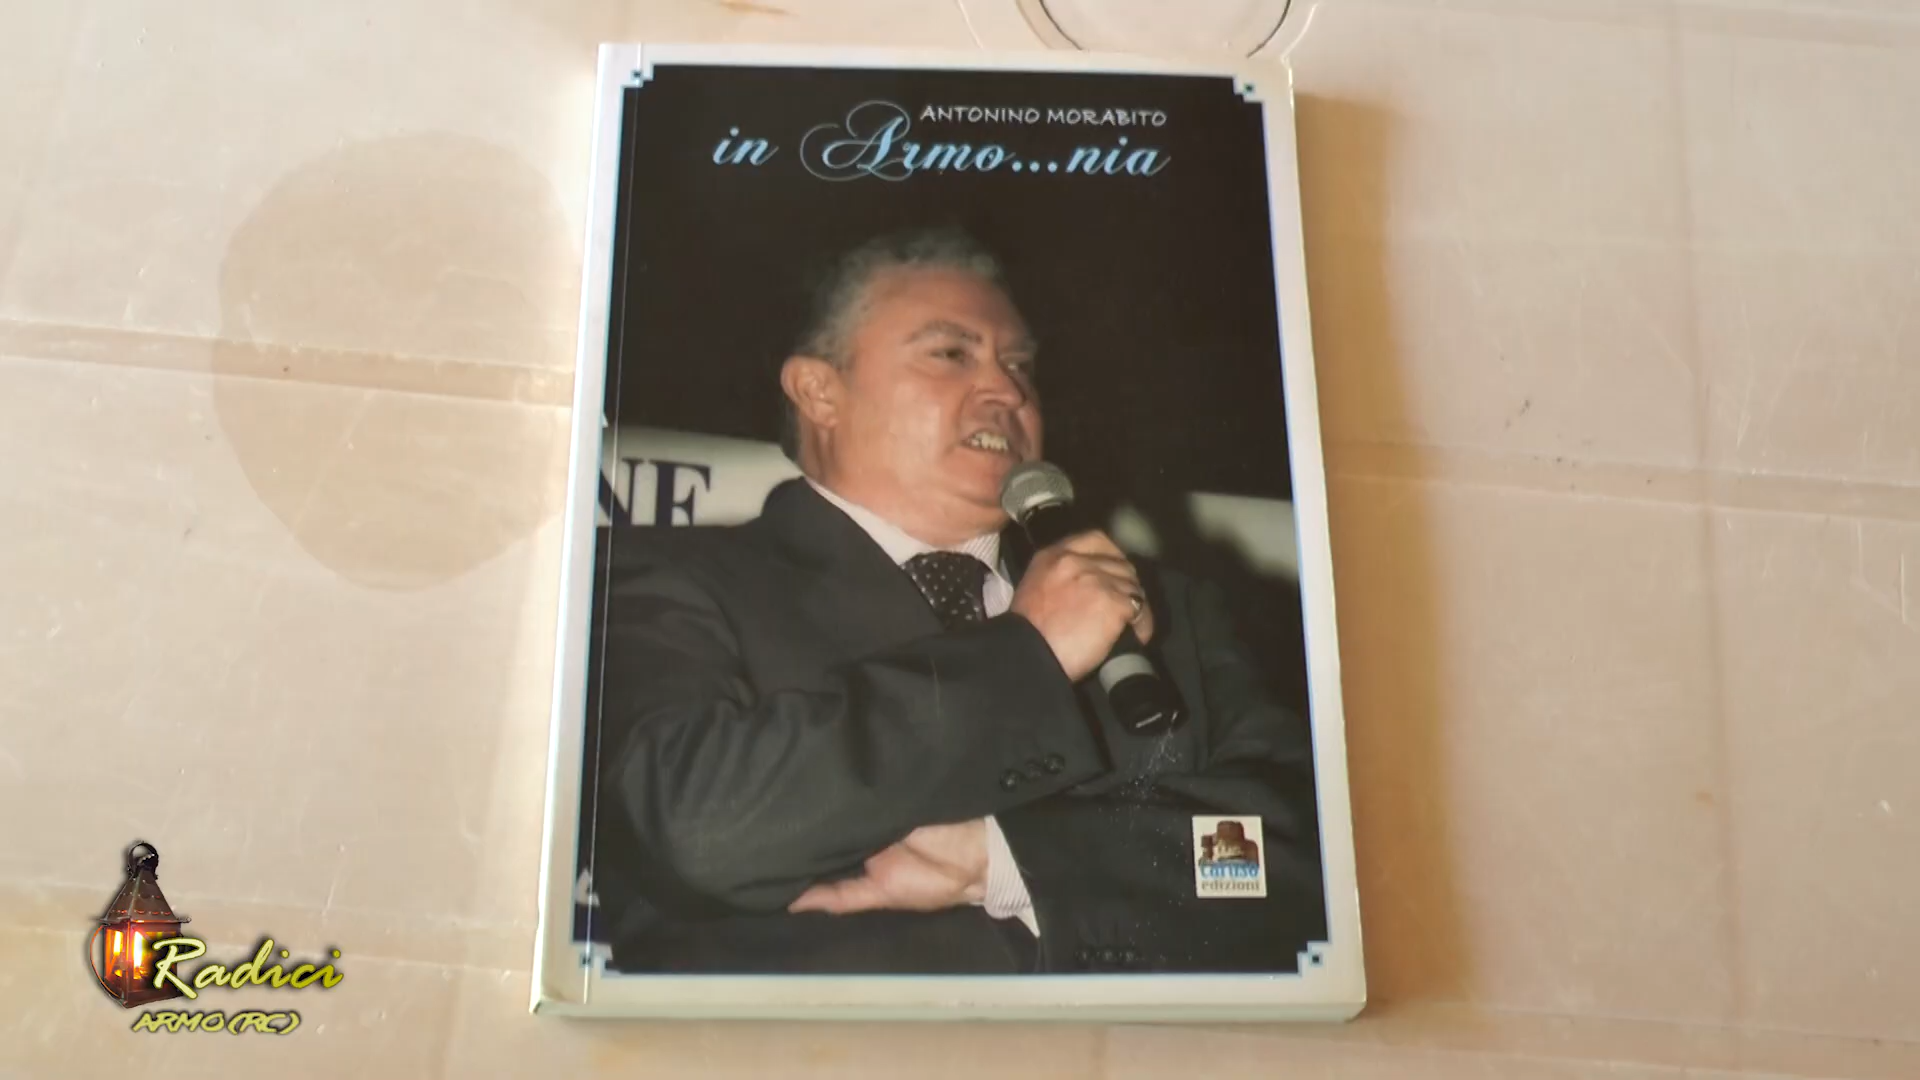 ANTONINO MORABITO
in Armo...nia
NE
caruso
edizioni
Radici
ARMO (RC)